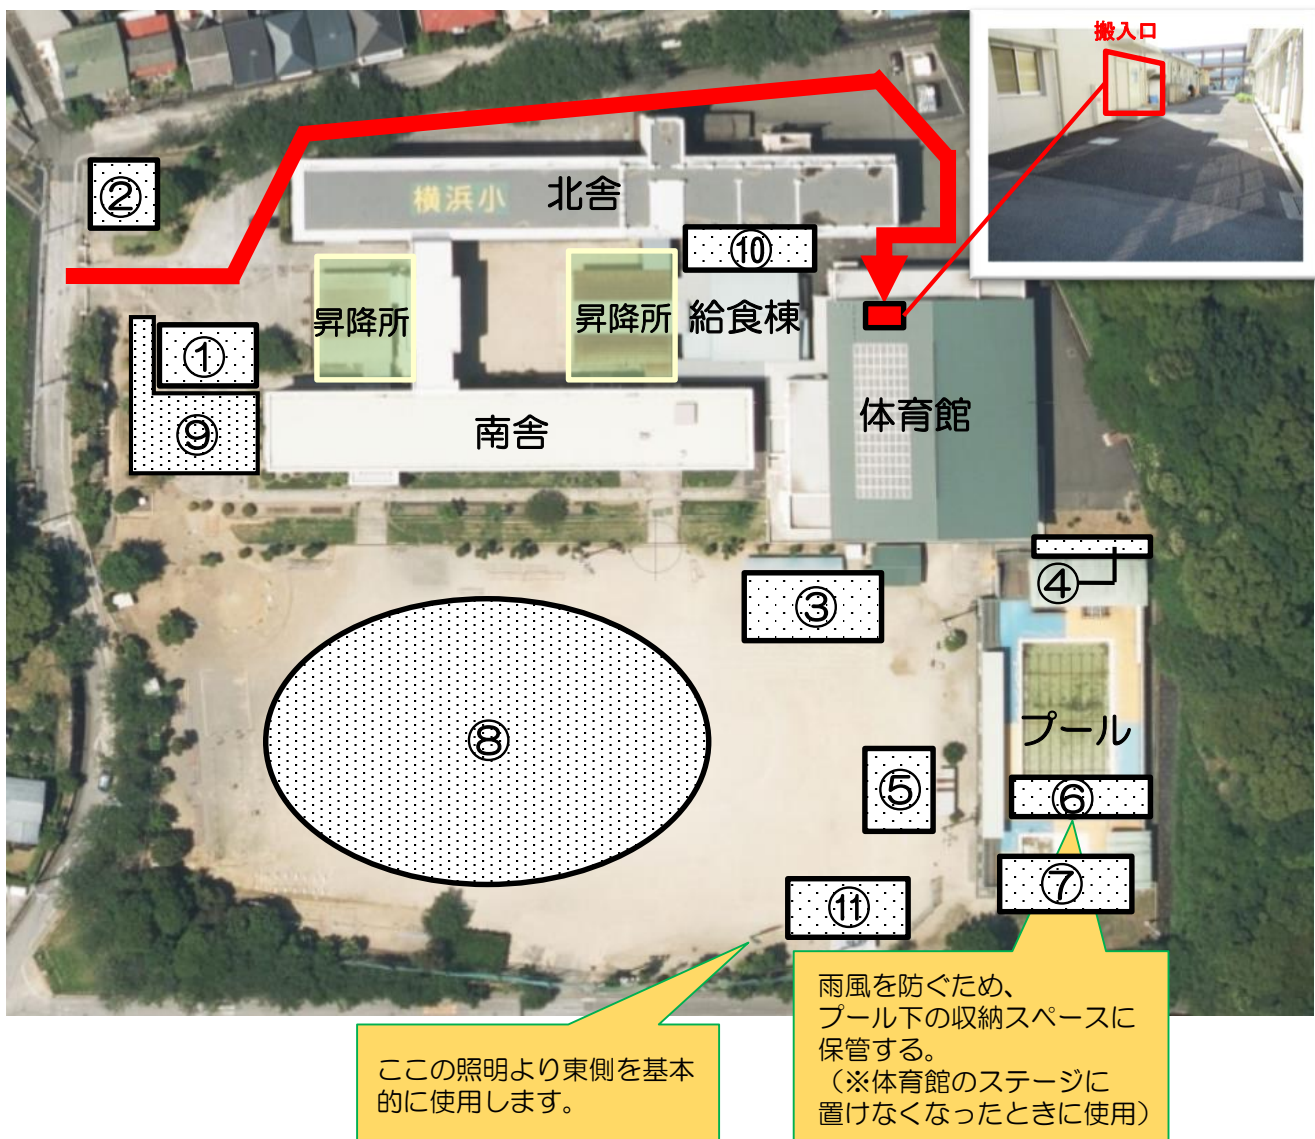 搬入口
②
横浜小
北舎
⑩
昇降所
昇降所
給食棟
①
⑨
南舎
体育館
④
③
⑧
プール
⑤
⑥
⑦
⑪
ここの照明より東側を基本
的に使用します。
雨風を防ぐため、
プール下の収納スペースに
保管する。
（※体育館のステージに
置けなくなったときに使用）